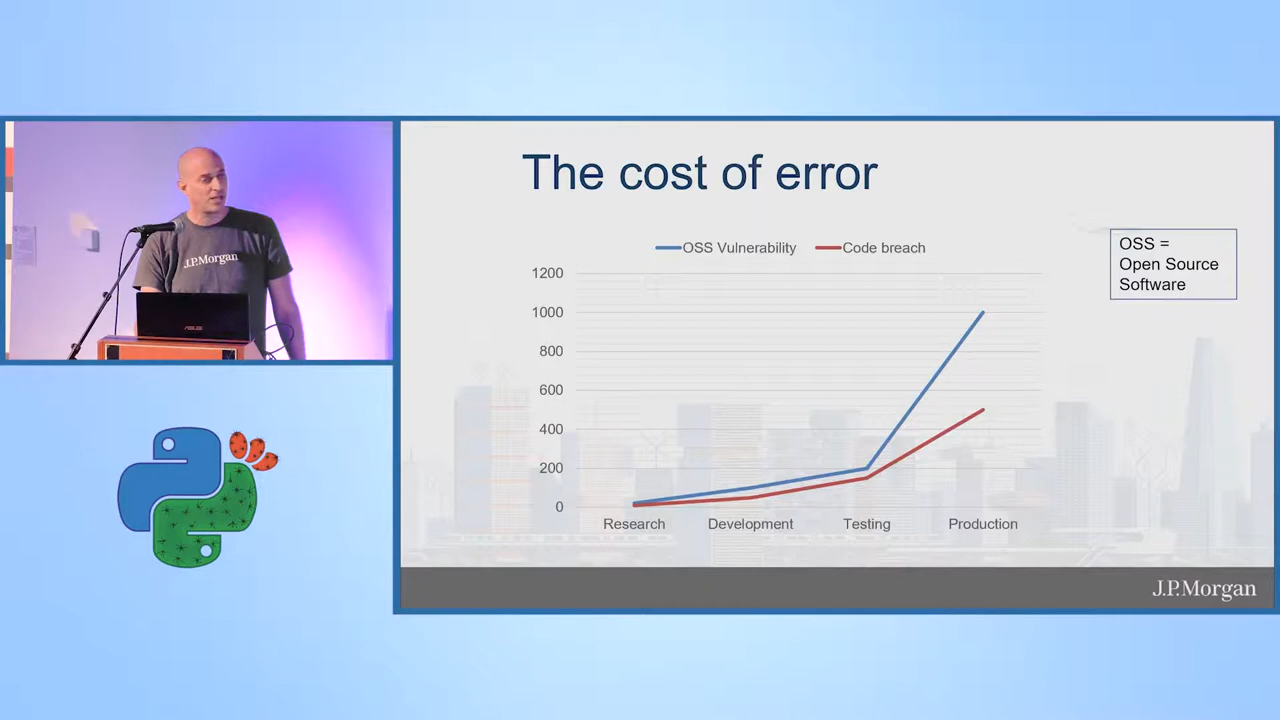 The cost of error
OSS Vulnerability
Code breach
OSS =
Open Source
Software
1200
1000
800
600
400
200
0
Research
Development
Testing
Production
J.P.Morgan
J.P.Morgan
ASUS